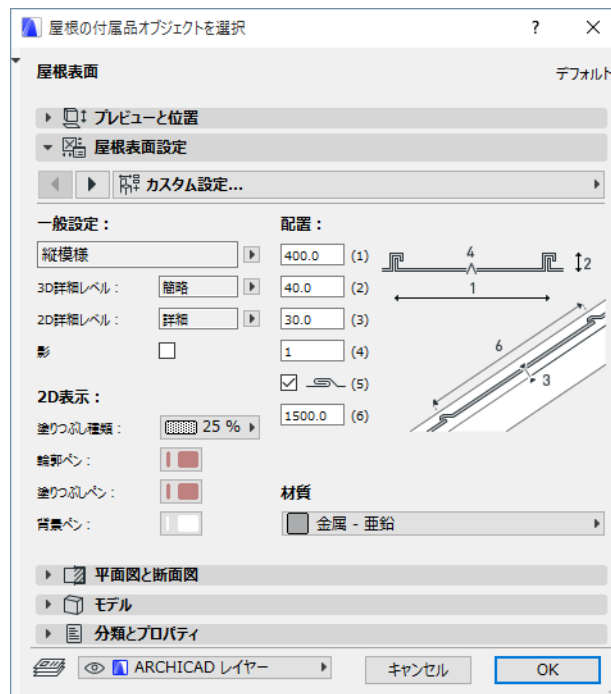 屋根の付属品オブジェクトを選択 ?
屋根表面
デフォルト
プレビューと位置
屋根表面設定
カスタム設定...
一般設定：
配置：
縦模様
400.0 (1)
3D詳細レベル： 簡略
40.0 (2)
2D詳細レベル： 詳細
30.0 (3)
影
1 (4)
(5)
2D表示：
1500.0 (6)
塗りつぶし種類： 25 %
輪郭ペン：
塗りつぶしペン：
背景ペン：
4
2
1
6
3
材質
金属 - 亜鉛
平面図と断面図
モデル
分類とプロパティ
ARCHICAD レイヤー
キャンセル
OK